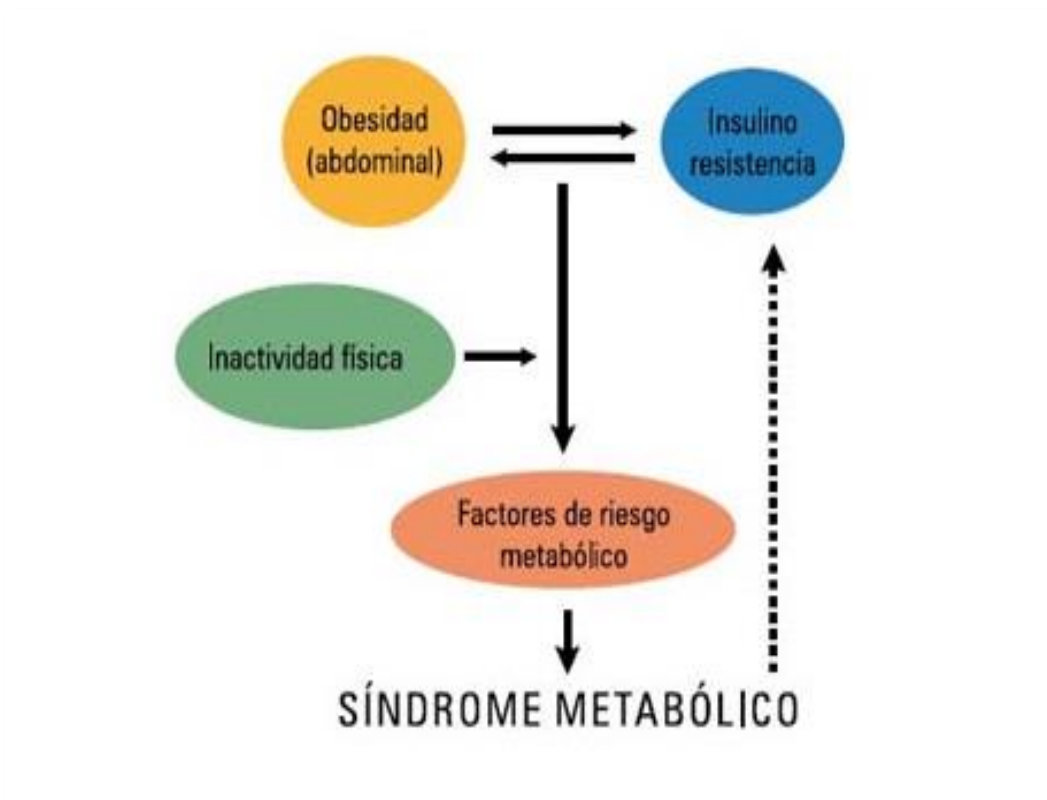 Obesidad
(abdominal)
Insulino
resistencia
Inactividad física
Factores de riesgo
metabólico
SÍNDROME METABÓLICO